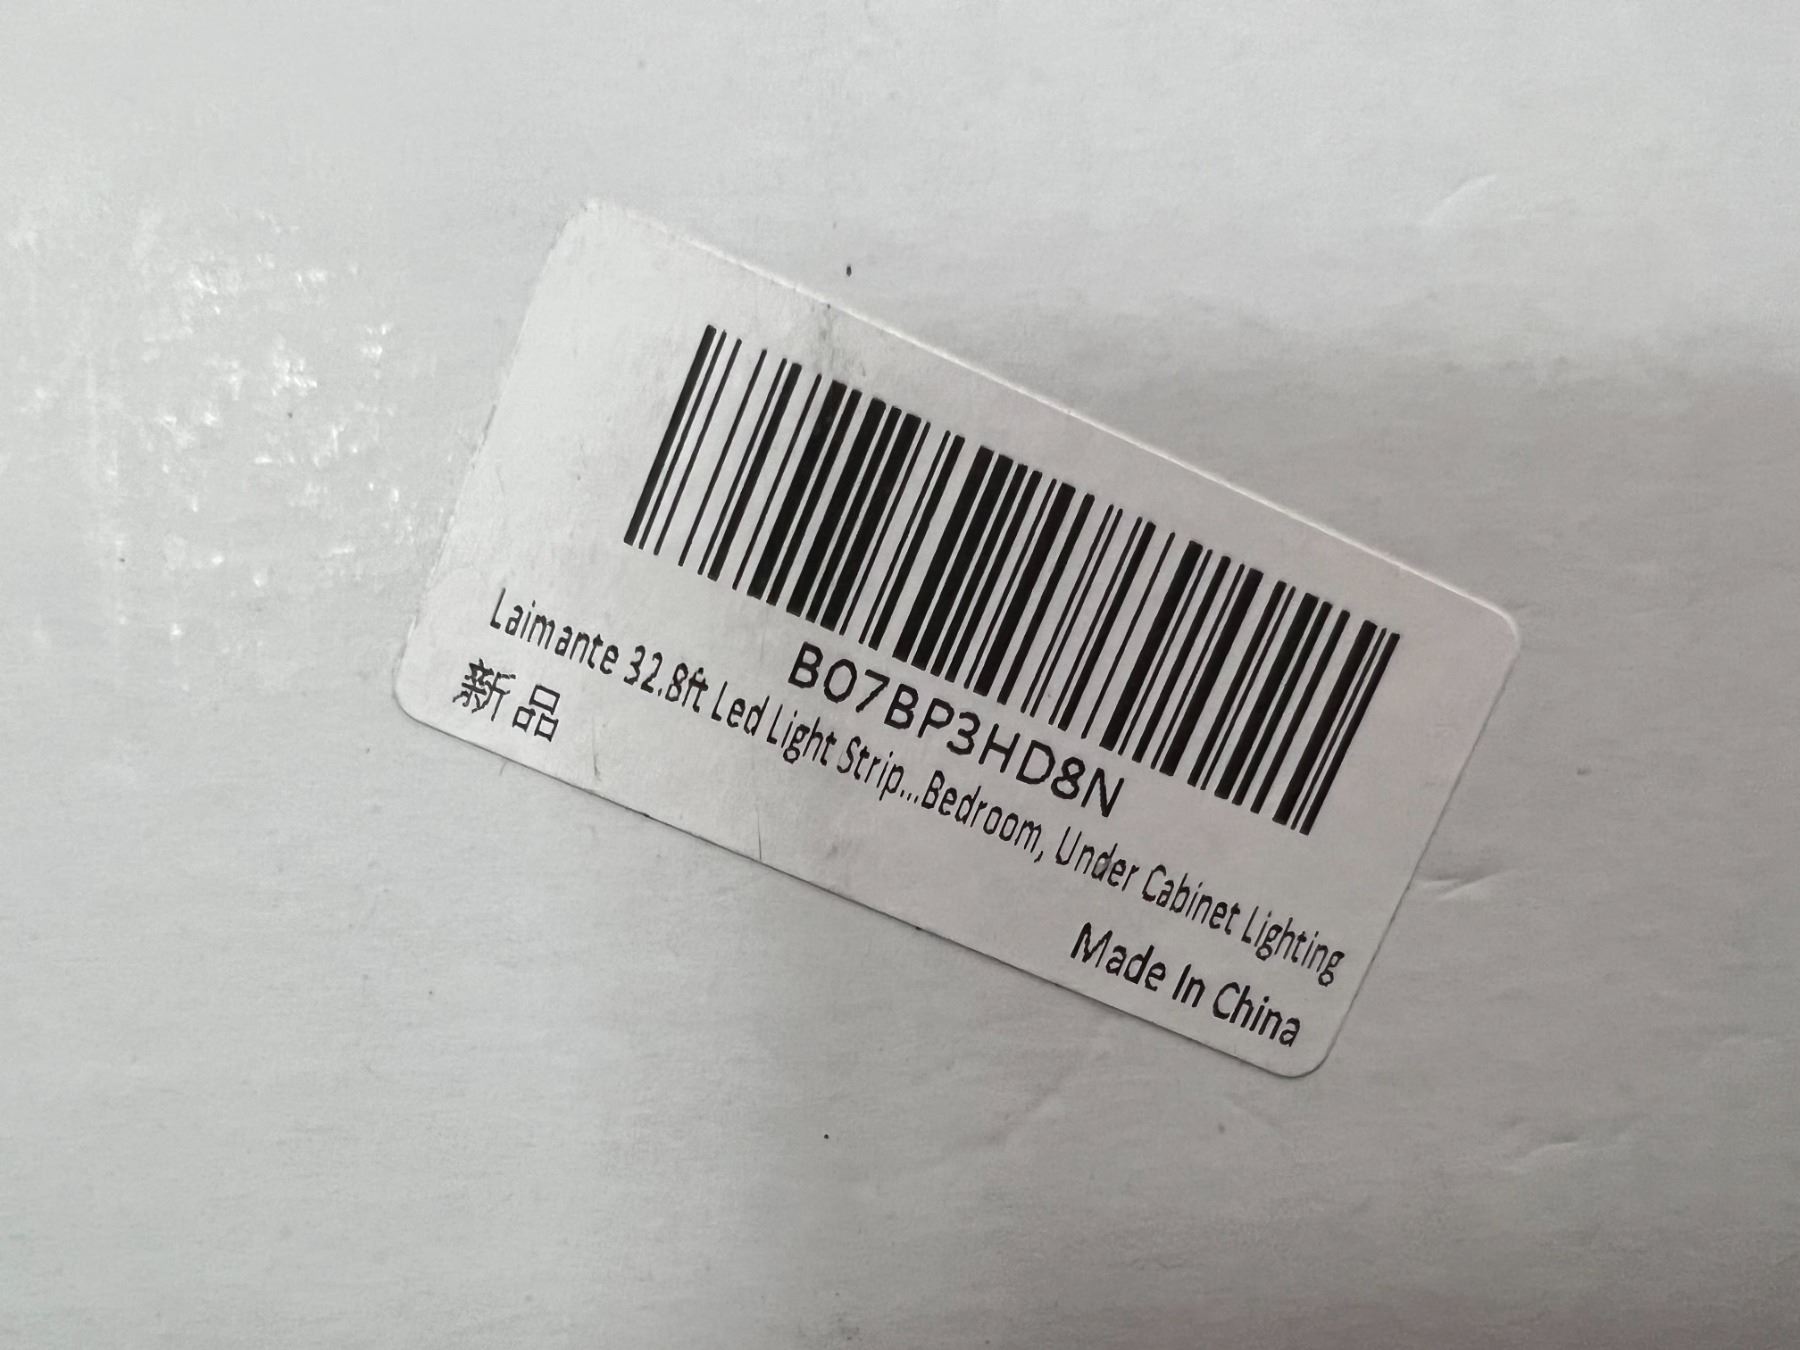 B07BP3HD8N
Laimante 32.8ft Led Light Strip...Bedroom, Under Cabinet Lighting
新品
Made In China